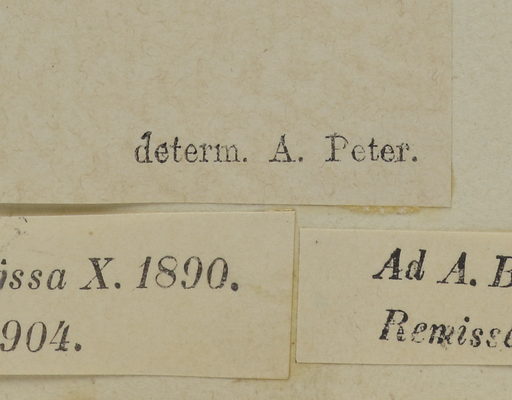 determ. A. Peter.
issa X. 1890.
904.
Ad A. B
Remiss